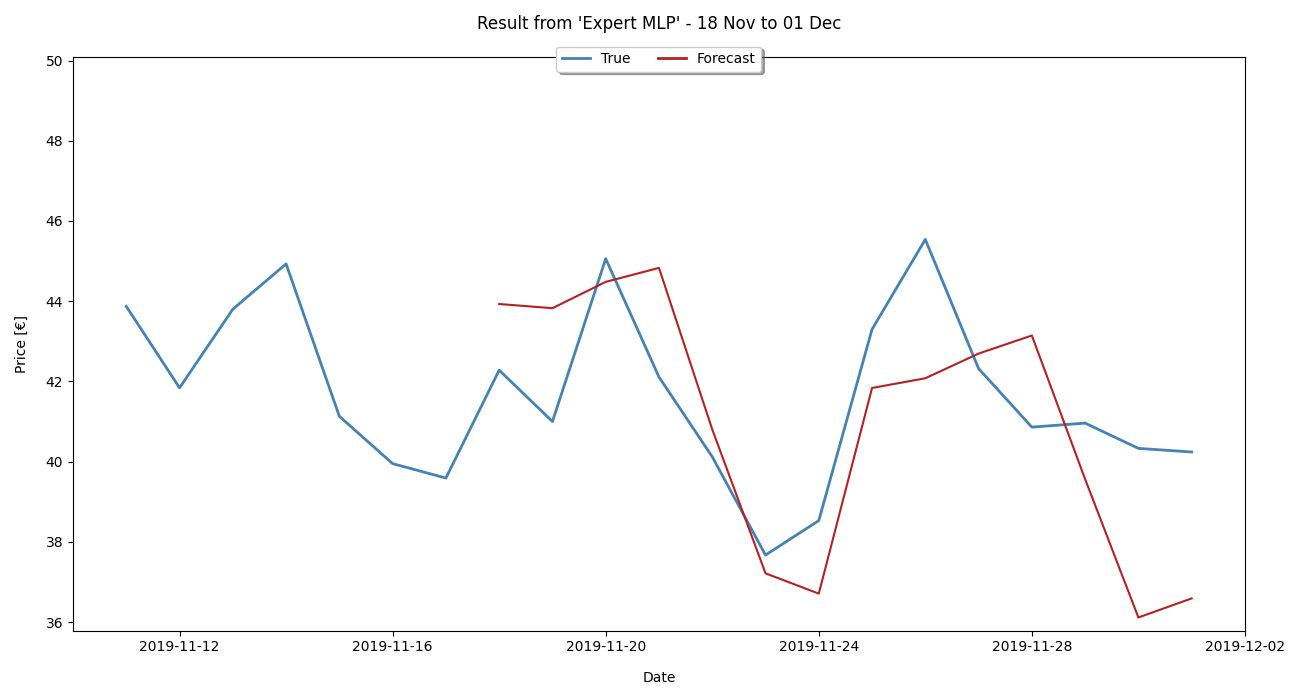 Result from 'Expert MLP' - 18 Nov to 01 Dec
True Forecast
50
48
46
44
42
40
38
36
Price [€]
2019-11-12 2019-11-16 2019-11-20 2019-11-24 2019-11-28 2019-12-02
Date